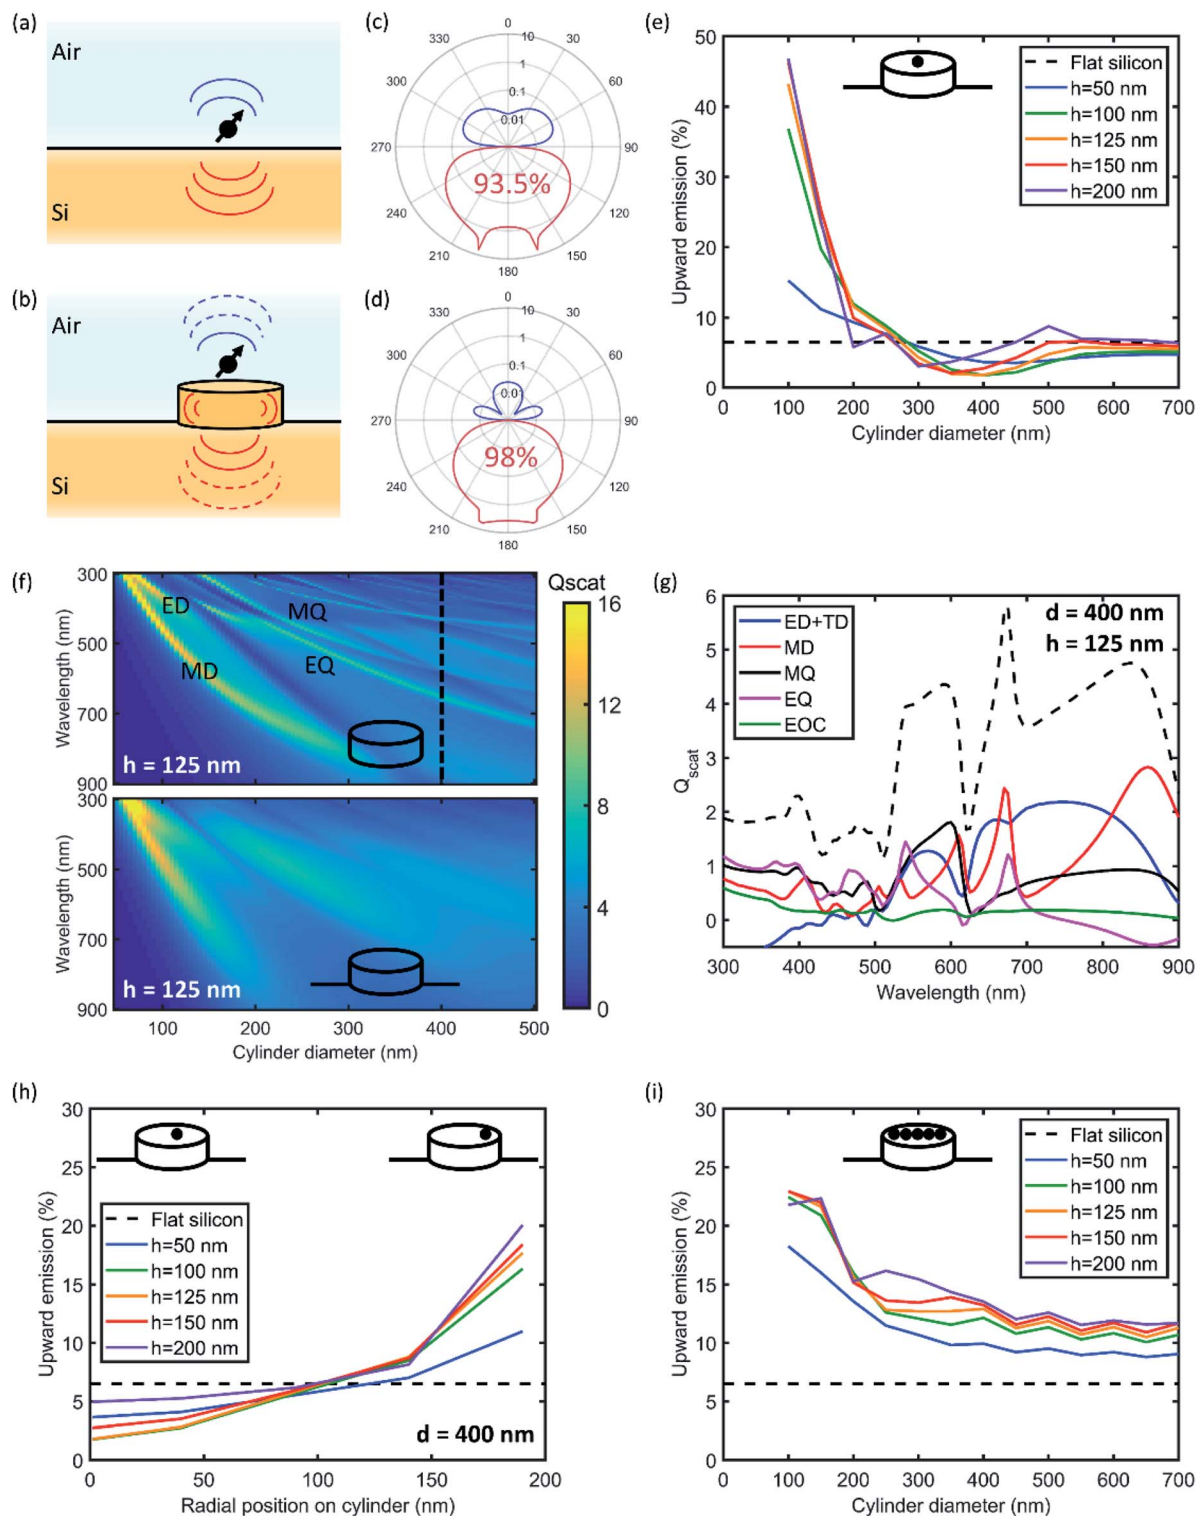 (a)
Air
Si
(b)
Air
Si
(c)
0
330
30
10
300
1
60
0.1
0.01
270
90
93.5%
240
120
210
150
180
(d)
0
330
30
10
300
1
60
0.1
0.01
270
90
98%
240
120
210
150
180
(e)
50
40
30
20
10
0
Upward emission (%)
Flat silicon
h=50 nm
h=100 nm
h=125 nm
h=150 nm
h=200 nm
0 100 200 300 400 500 600 700
Cylinder diameter (nm)
(f)
Qscat
300
500
700
900
Wavelength (nm)
ED
MQ
EQ
MD
h = 125 nm
300
500
700
900
Wavelength (nm)
h = 125 nm
100 200 300 400 500
Cylinder diameter (nm)
16
12
8
4
0
(g)
6
5
4
3
2
1
0
Qscat
ED+TD
MD
MQ
EQ
EOC
d = 400 nm
h = 125 nm
300 400 500 600 700 800 900
Wavelength (nm)
(h)
30
25
20
15
10
5
0
Upward emission (%)
Flat silicon
h=50 nm
h=100 nm
h=125 nm
h=150 nm
h=200 nm
d = 400 nm
0 50 100 150 200
Radial position on cylinder (nm)
(i)
30
25
20
15
10
5
0
Upward emission (%)
Flat silicon
h=50 nm
h=100 nm
h=125 nm
h=150 nm
h=200 nm
0 100 200 300 400 500 600 700
Cylinder diameter (nm)